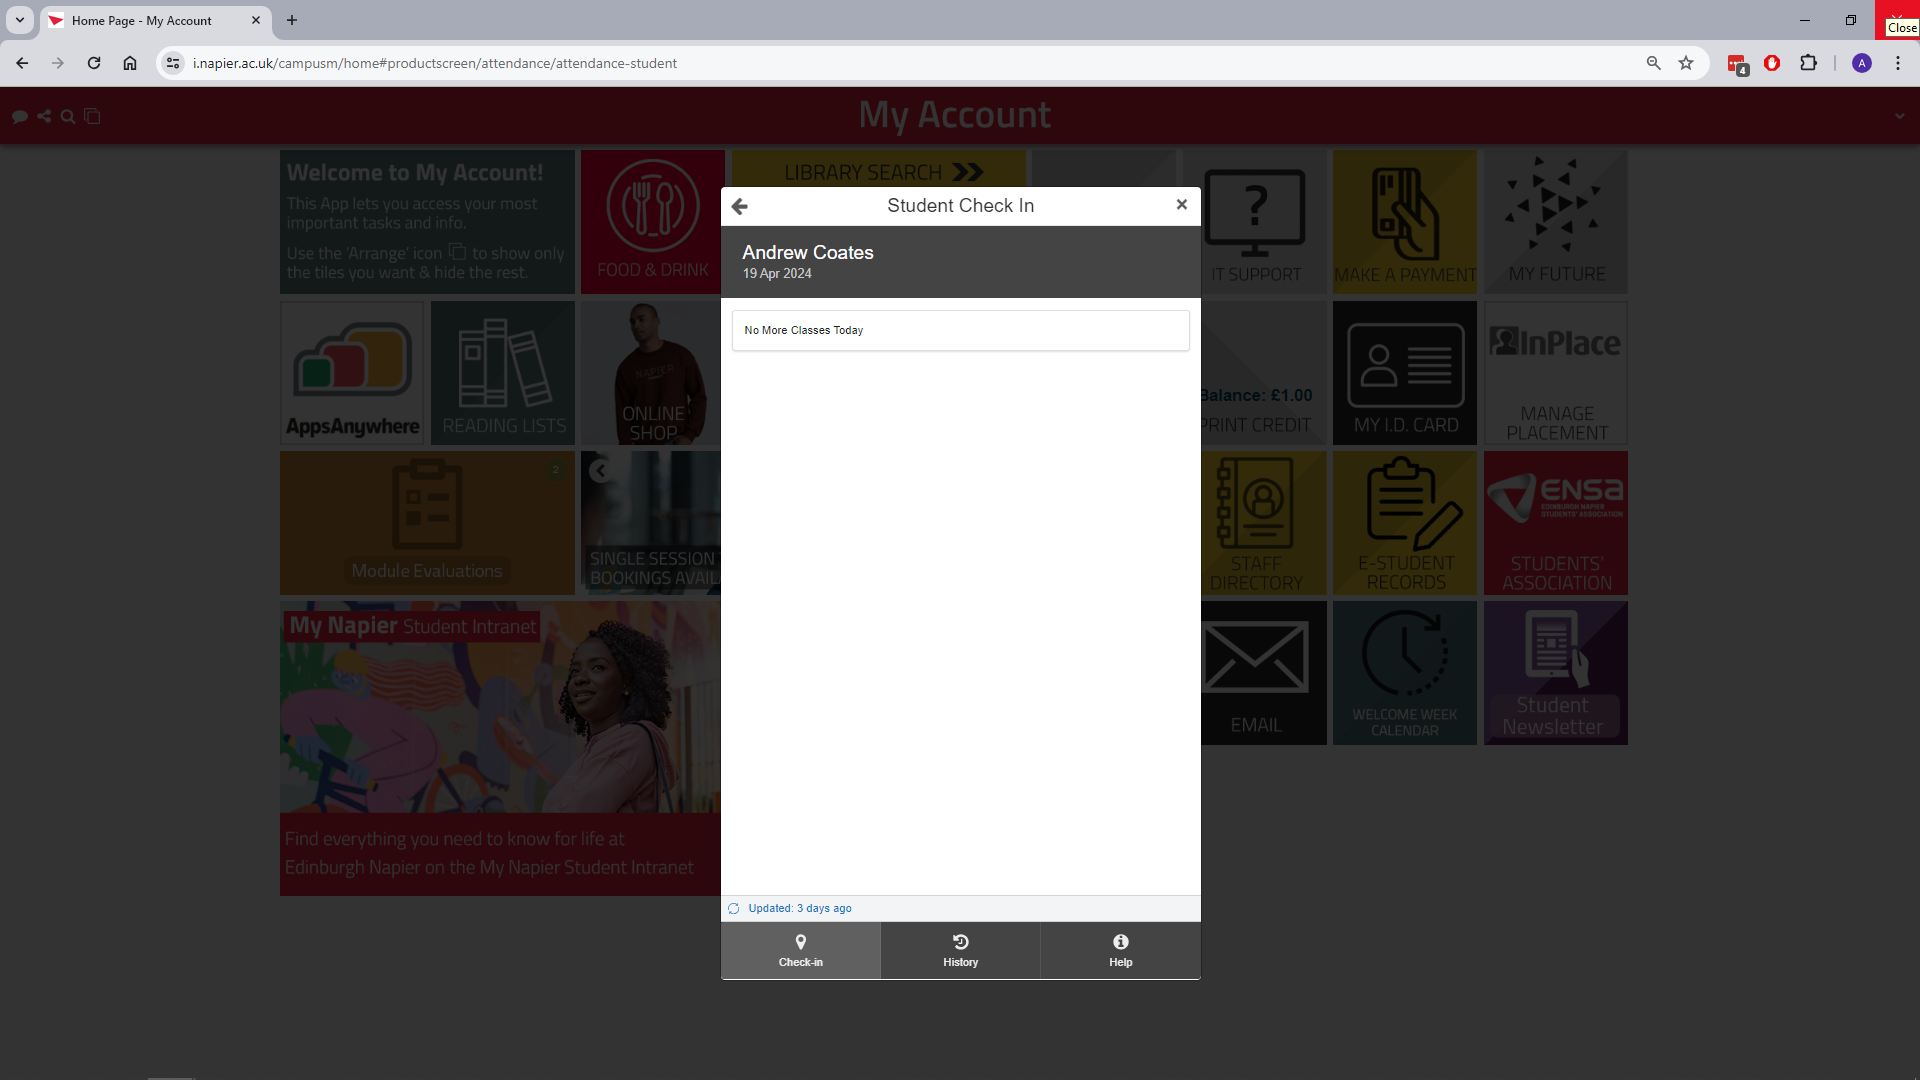 Home Page - My Account
Close
i.napier.ac.uk/campusm/home#productscreen/attendance/attendance-student
4
A
My Account
Welcome to My Account!
This App lets you access your most
important tasks and info.
Use the 'Arrange' icon to show only
the tiles you want & hide the rest.
FOOD & DRINK
LIBRARY SEARCH
?
IT SUPPORT
MAKE A PAYMENT
MY FUTURE
Student Check In
Andrew Coates
19 Apr 2024
No More Classes Today
AppsAnywhere
READING LISTS
NAPIER
ONLINE
SHOP
Balance: £1.00
PRINT CREDIT
MY I.D. CARD
InPlace
MANAGE
PLACEMENT
2
Module Evaluations
SINGLE SESSION
BOOKINGS AVAIL
STAFF
DIRECTORY
E-STUDENT
RECORDS
ENSA
EDINBURGH NAPIER
STUDENTS' ASSOCIATION
STUDENTS'
ASSOCIATION
My Napier Student Intranet
Find everything you need to know for life at
Edinburgh Napier on the My Napier Student Intranet
EMAIL
WELCOME WEEK
CALENDAR
Student
Newsletter
Updated: 3 days ago
Check-in
History
Help